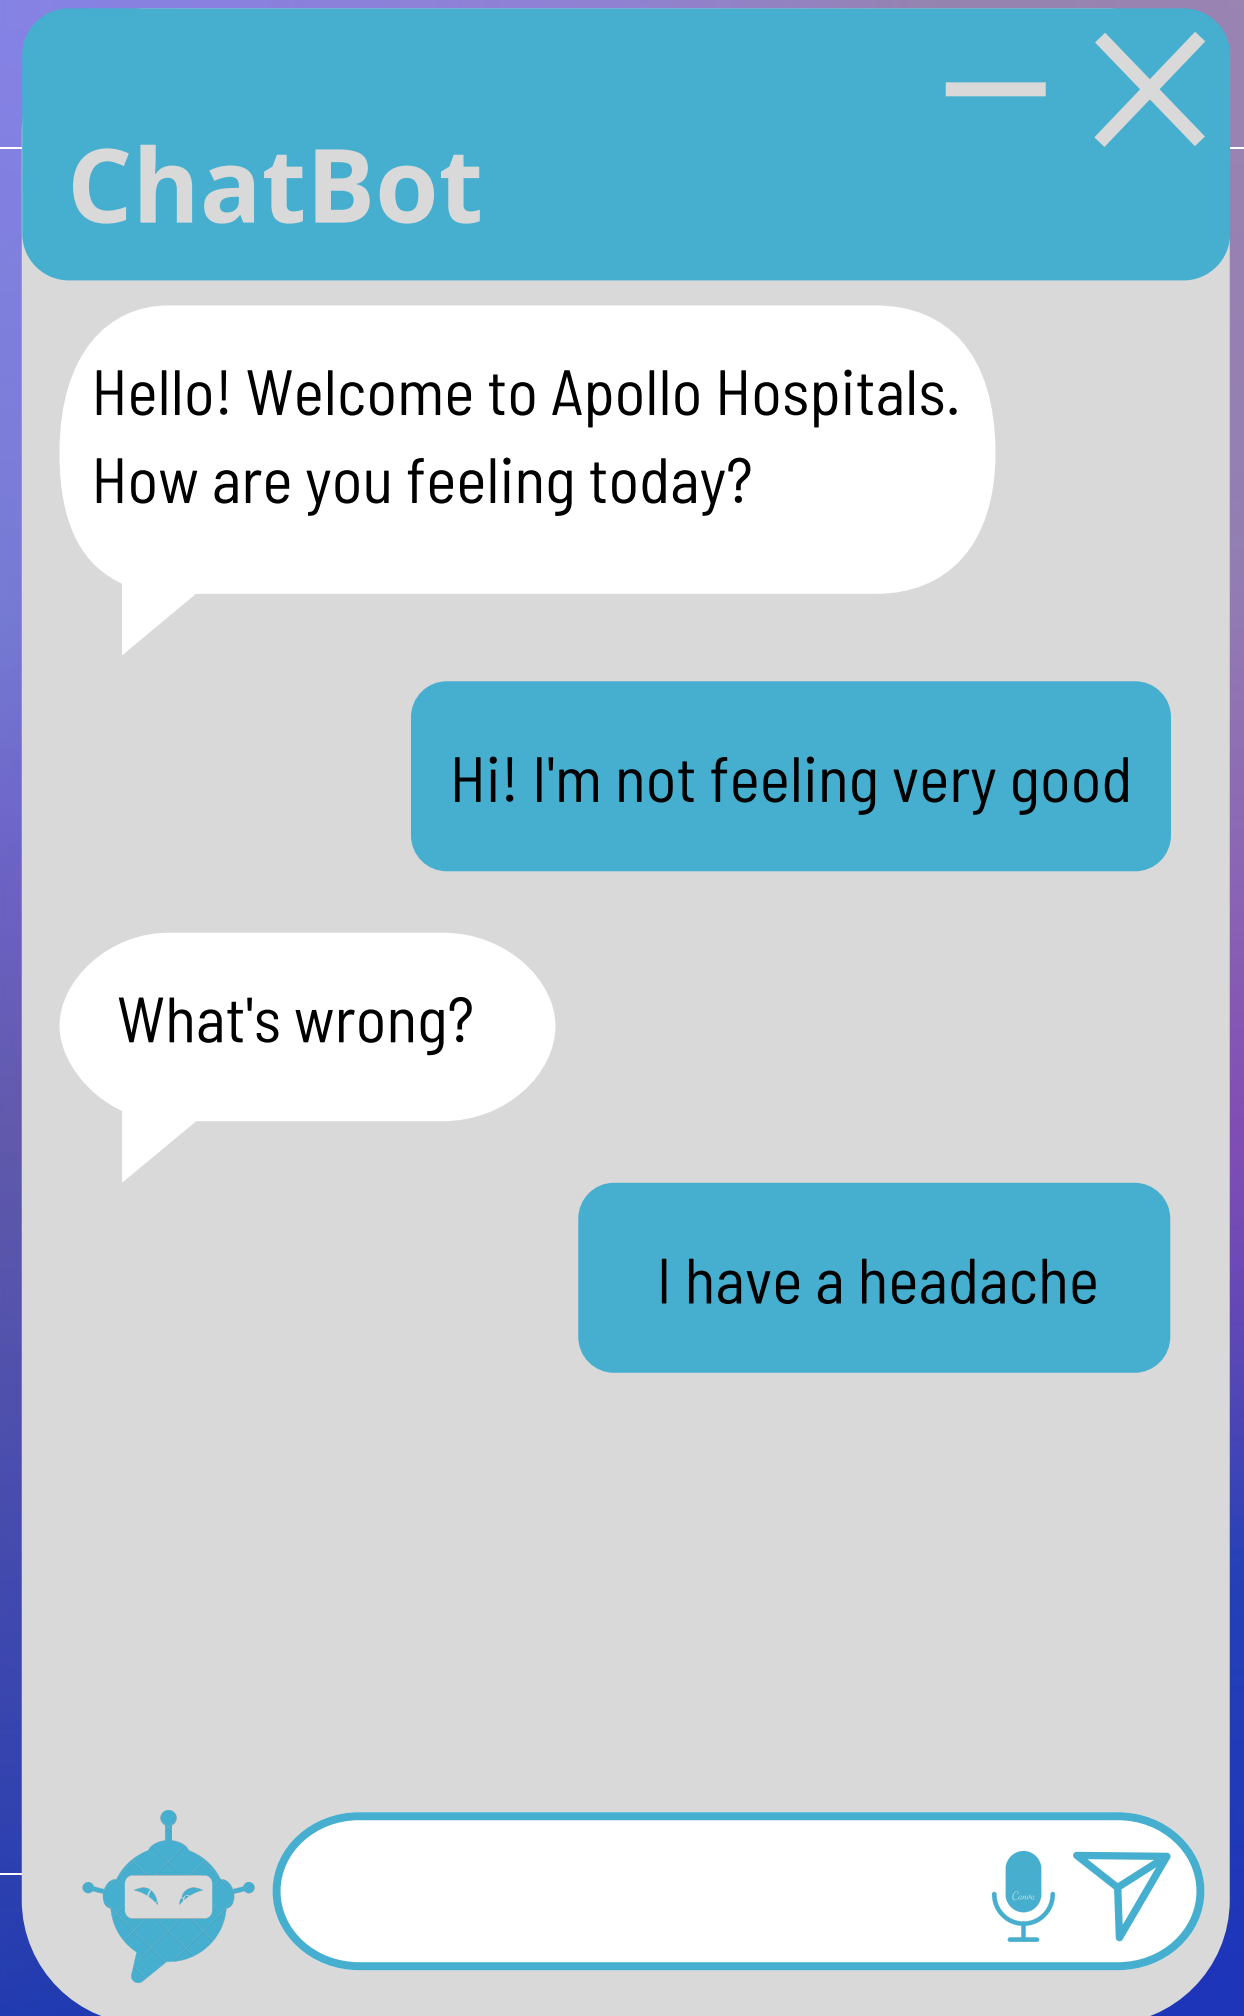 ChatBot
Hello! Welcome to Apollo Hospitals.
How are you feeling today?
Hi! I'm not feeling very good
What's wrong?
I have a headache
Canva